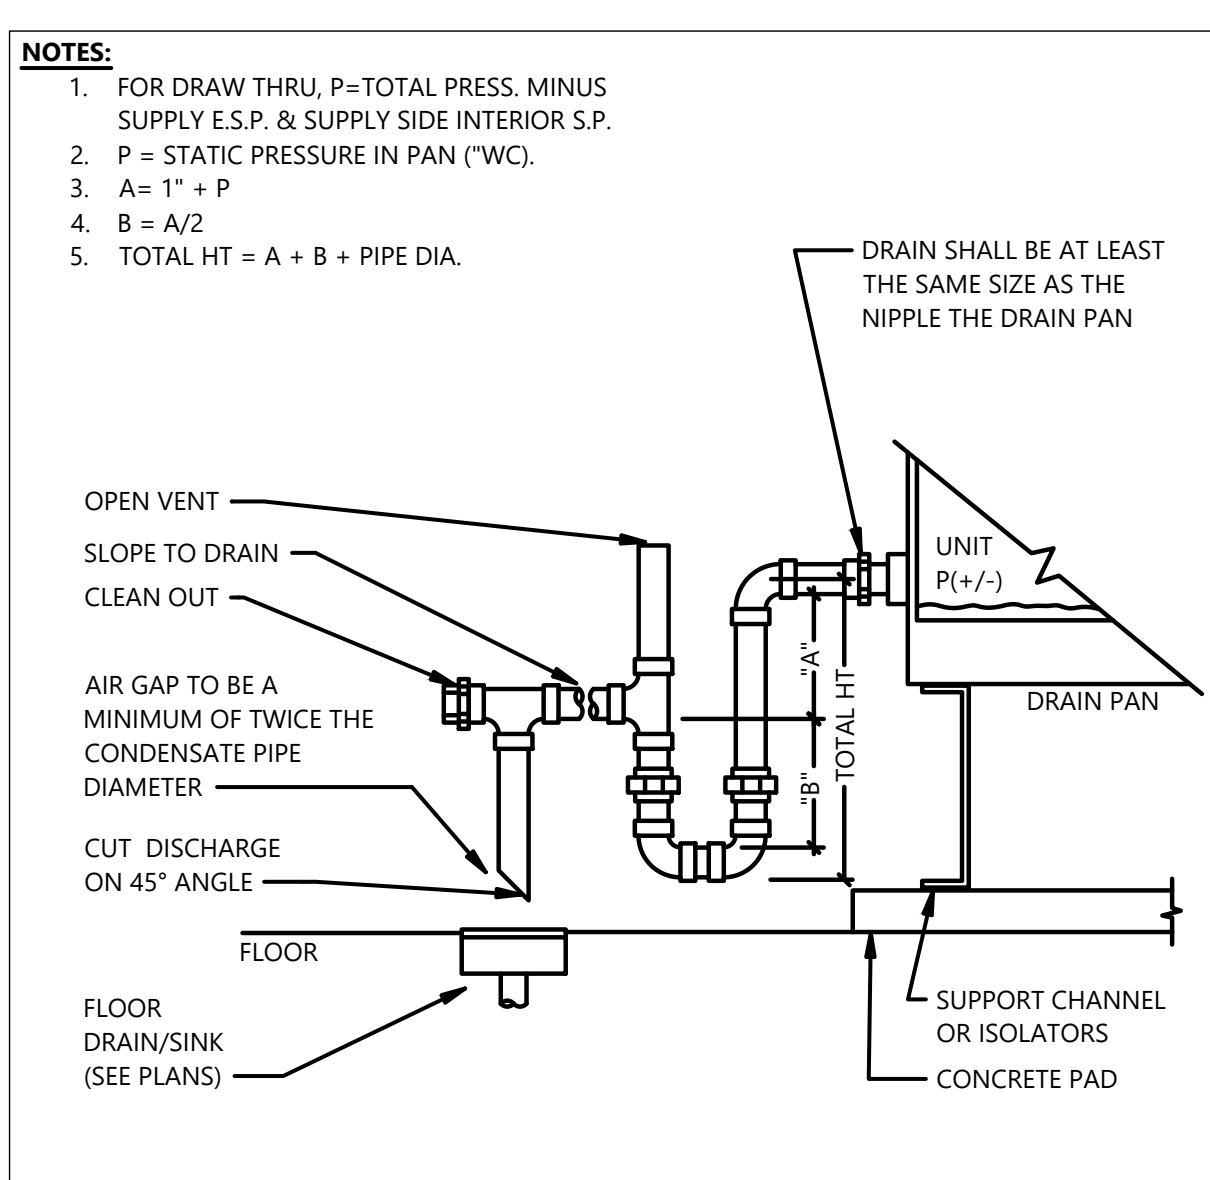 NOTES:
1. FOR DRAW THRU, P=TOTAL PRESS. MINUS
SUPPLY E.S.P. & SUPPLY SIDE INTERIOR S.P.
2. P = STATIC PRESSURE IN PAN ("WC).
3. A= 1" + P
4. B = A/2
5. TOTAL HT = A + B + PIPE DIA.
DRAIN SHALL BE AT LEAST
THE SAME SIZE AS THE
NIPPLE THE DRAIN PAN
OPEN VENT
SLOPE TO DRAIN
CLEAN OUT
AIR GAP TO BE A
MINIMUM OF TWICE THE
CONDENSATE PIPE
DIAMETER
CUT DISCHARGE
ON 45° ANGLE
UNIT
P(+/-)
"A"
"B"
TOTAL HT
DRAIN PAN
FLOOR
FLOOR
DRAIN/SINK
(SEE PLANS)
SUPPORT CHANNEL
OR ISOLATORS
CONCRETE PAD